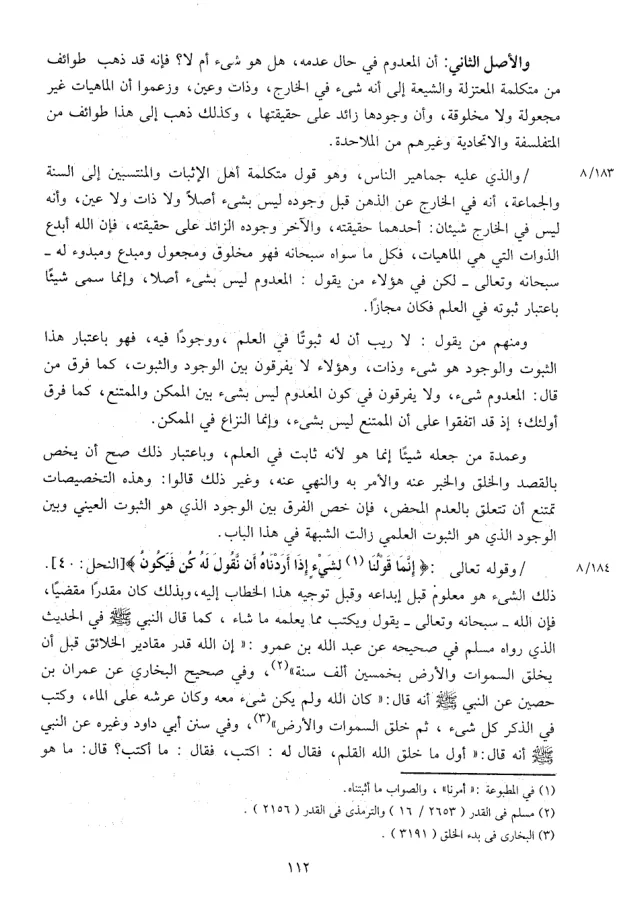 والأصل الثاني: أن المعدوم في حال عدمه، هل هو شيء أم لا؟ فإنه قد ذهب طوائف
من متكلمة المعتزلة والشيعة إلى أنه شيء في الخارج، وذات وعين، وزعموا أن الماهيات غير
مجعولة ولا مخلوقة، وأن وجودها زائد على حقيقتها ، وكذلك ذهب إلى هذا طوائف من
المتفلسفة والاتحادية وغيرهم من الملاحدة.
٨/١٨٣
/ والذي عليه جماهير الناس، وهو قول متكلمة أهل الإثبات والمنتسبين إلى السنة
والجماعة، أنه في الخارج عن الذهن قبل وجوده ليس بشيء أصلاً ولا ذات ولا عين، وأنه
ليس في الخارج شيئان: أحدهما حقيقته، والآخر وجوده الزائد على حقيقته، فإن الله أبدع
الذوات التي هي الماهيات، فكل ما سواه سبحانه فهو مخلوق ومجعول ومبدع ومبدوء له ـ
سبحانه وتعالى ـ لكن في هؤلاء من يقول : المعدوم ليس بشيء أصلا، وإنما سمى شيئًا
باعتبار ثبوته في العلم فكان مجازًا.
ومنهم من يقول : لا ريب أن له ثبوتًا في العلم ،ووجودًا فيه، فهو باعتبار هذا
الثبوت والوجود هو شيء وذات، وهؤلاء لا يفرقون بين الوجود والثبوت، كما فرق من
قال: المعدوم شيء، ولا يفرقون في كون المعدوم ليس بشيء بين الممكن والممتنع، كما فرق
أولئك؛ إذ قد اتفقوا على أن الممتنع ليس بشيء، وإنما النزاع في الممكن.
وعمدة من جعله شيئًا إنما هو لأنه ثابت في العلم، وباعتبار ذلك صح أن يخص
بالقصد والخلق والخبر عنه والأمر به والنهي عنه، وغير ذلك قالوا: وهذه التخصيصات
تمتنع أن تتعلق بالعدم المحض، فإن خص الفرق بين الوجود الذي هو الثبوت العيني وبين
الوجود الذي هو الثبوت العلمي زالت الشبهة في هذا الباب.
٨/١٨٤
/ وقوله تعالى :﴿ إِنَّمَا قَوْلُنَا (١) لِشَيْءٍ إِذَا أَرَدْنَاهُ أَن نَّقُولَ لَهُ كُن فَيَكُونُ ﴾[النحل:٤٠].
ذلك الشيء هو معلوم قبل إبداعه وقبل توجيه هذا الخطاب إليه،وبذلك كان مقدرًا مقضيًا،
فإن الله ـ سبحانه وتعالى ـ يقول ويكتب مما يعلمه ما شاء ، كما قال النبي ﷺ في الحديث
الذي رواه مسلم في صحيحه عن عبد الله بن عمرو :« إن الله قدر مقادير الخلائق قبل أن
يخلق السموات والأرض بخمسين ألف سنة»(٢)، وفي صحيح البخاري عن عمران بن
حصين عن النبي ﷺ أنه قال:« كان الله ولم يكن شيء معه وكان عرشه على الماء، وكتب
في الذكر كل شيء ، ثم خلق السموات والأرض»(٣)، وفي سنن أبي داود وغيره عن النبي
ﷺ أنه قال:« أول ما خلق الله القلم، فقال له : اكتب، فقال : ما أكتب؟ قال: ما هو
(١) في المطبوعة :« أمرنا» ، والصواب ما أثبتناه.
(٢) مسلم فى القدر ( ٢٦٥٣ / ١٦ ) والترمذى فى القدر ( ٢١٥٦ ) .
(٣) البخارى فى بدء الخلق ( ٣١٩١ ) .
١١٢